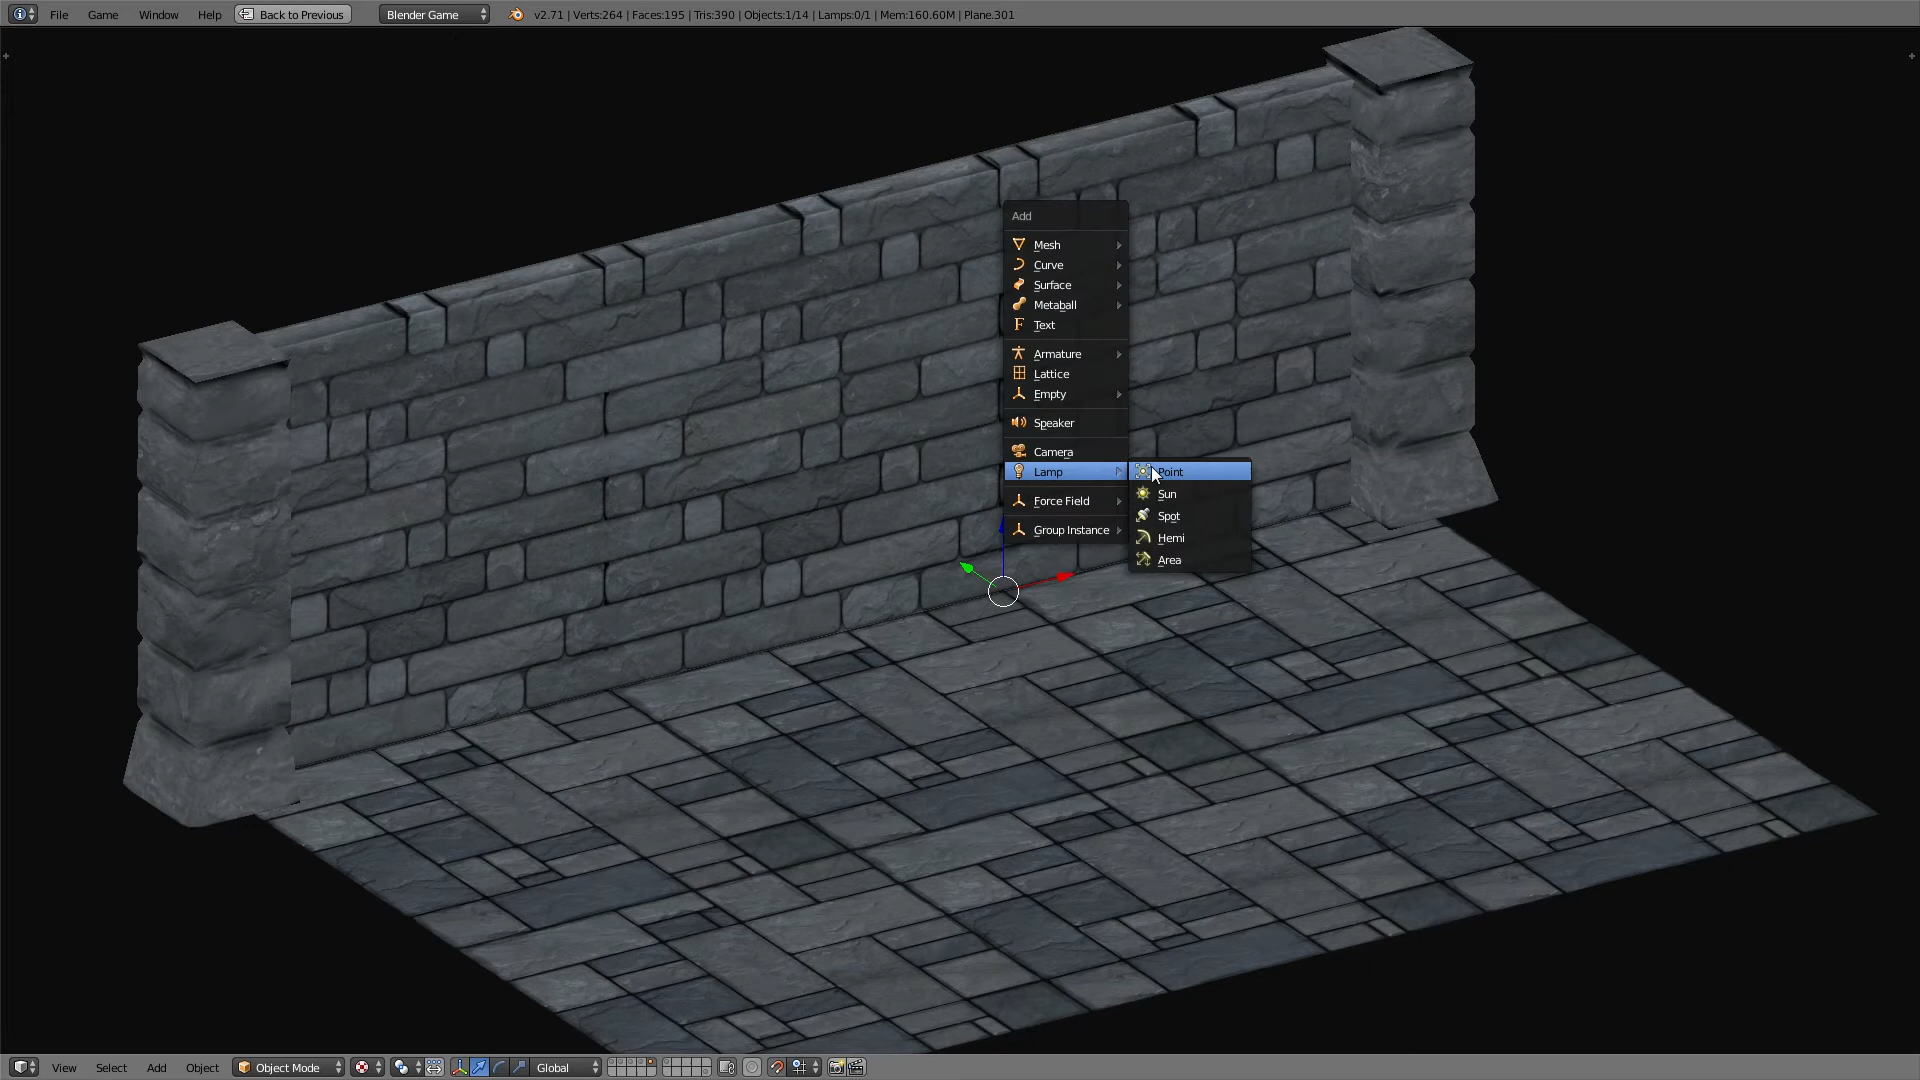 File Game Window Help Back to Previous Blender Game v2.71 | Verts:264 | Faces:195 | Tris:390 | Objects:1/14 | Lamps:0/1 | Mem:160.60M | Plane.301
Add
Mesh
Curve
Surface
Metaball
Text
Armature
Lattice
Empty
Speaker
Camera
Lamp
Force Field
Group Instance
Point
Sun
Spot
Hemi
Area
View Select Add Object Object Mode Global